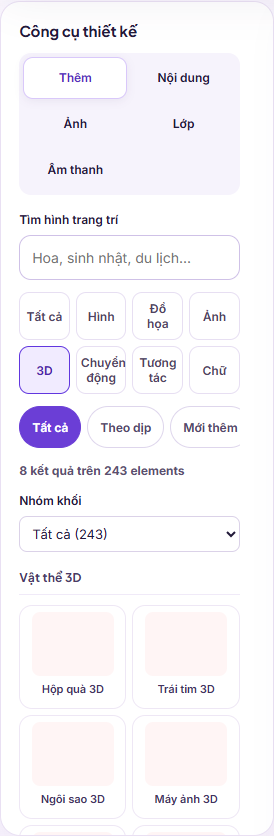 Công cụ thiết kế
Thêm
Nội dung
Ảnh
Lớp
Âm thanh
Tìm hình trang trí
Hoa, sinh nhật, du lịch...
Tất cả
Hình
Đồ
họa
Ảnh
3D
Chuyển
động
Tương
tác
Chữ
Tất cả
Theo dịp
Mới thêm
8 kết quả trên 243 elements
Nhóm khối
Tất cả (243)
Vật thể 3D
Hộp quà 3D
Trái tim 3D
Ngôi sao 3D
Máy ảnh 3D